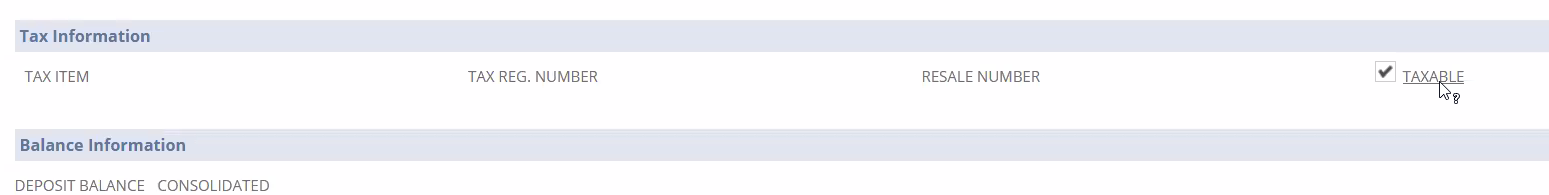 Tax Information
TAX ITEM TAX REG. NUMBER RESALE NUMBER TAXABLE
Balance Information
DEPOSIT BALANCE CONSOLIDATED